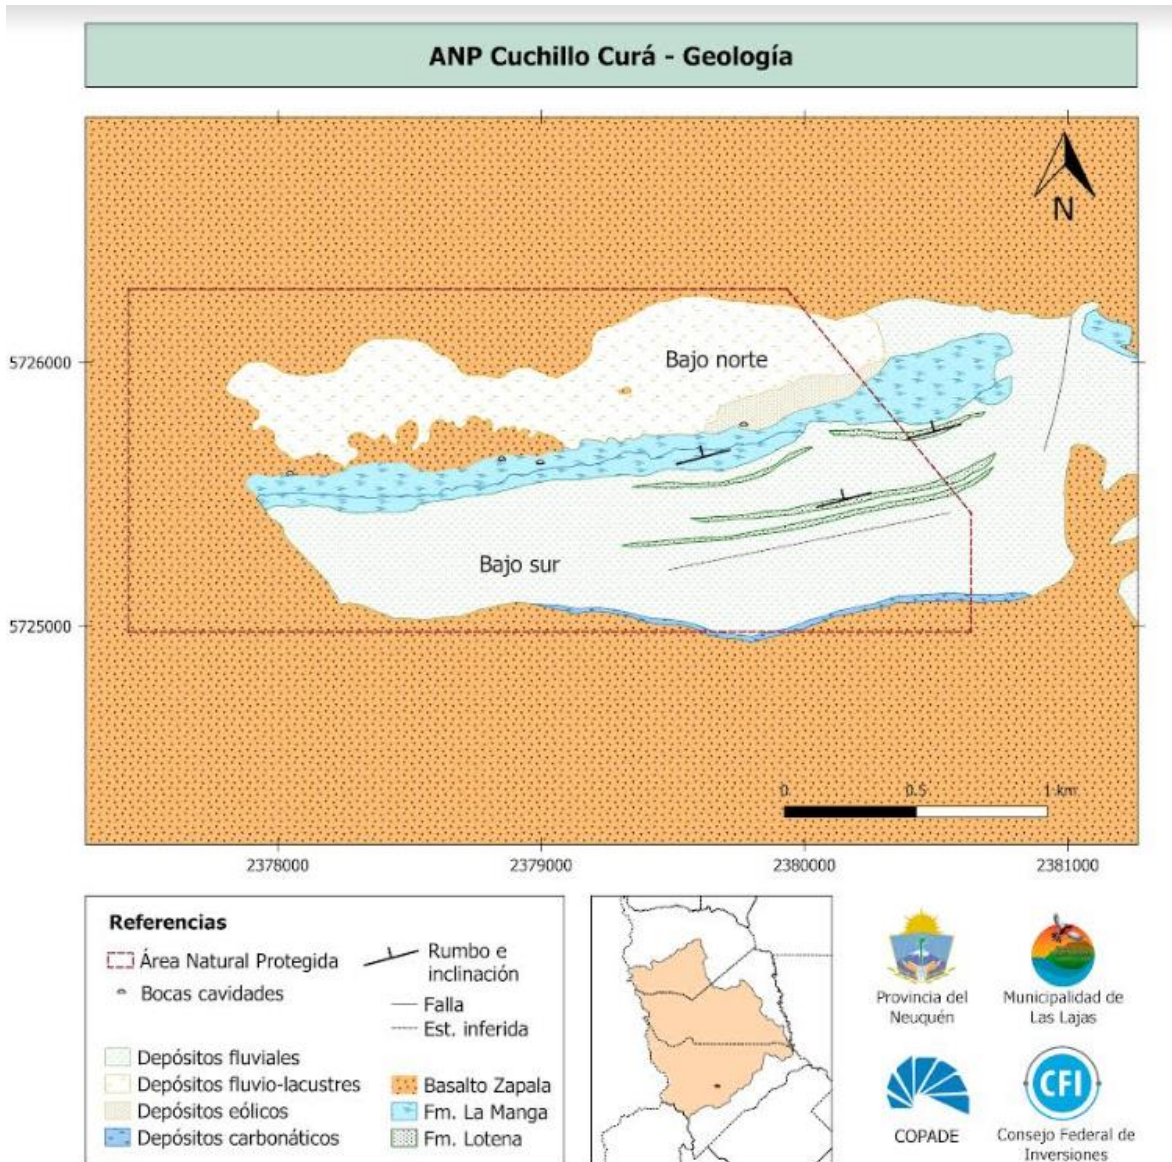 ANP Cuchillo Curá - Geología
N
Bajo norte
5726000
Bajo sur
5725000
0 0.5 1 km
2378000 2379000 2380000 2381000
Referencias
Área Natural Protegida
Bocas cavidades
Rumbo e
inclinación
Falla
Est. inferida
Depósitos fluviales
Depósitos fluvio-lacustres
Depósitos eólicos
Depósitos carbonáticos
Basalto Zapala
Fm. La Manga
Fm. Lotena
Provincia del
Neuquén
Municipalidad de
Las Lajas
COPADE
CFI
Consejo Federal de
Inversiones